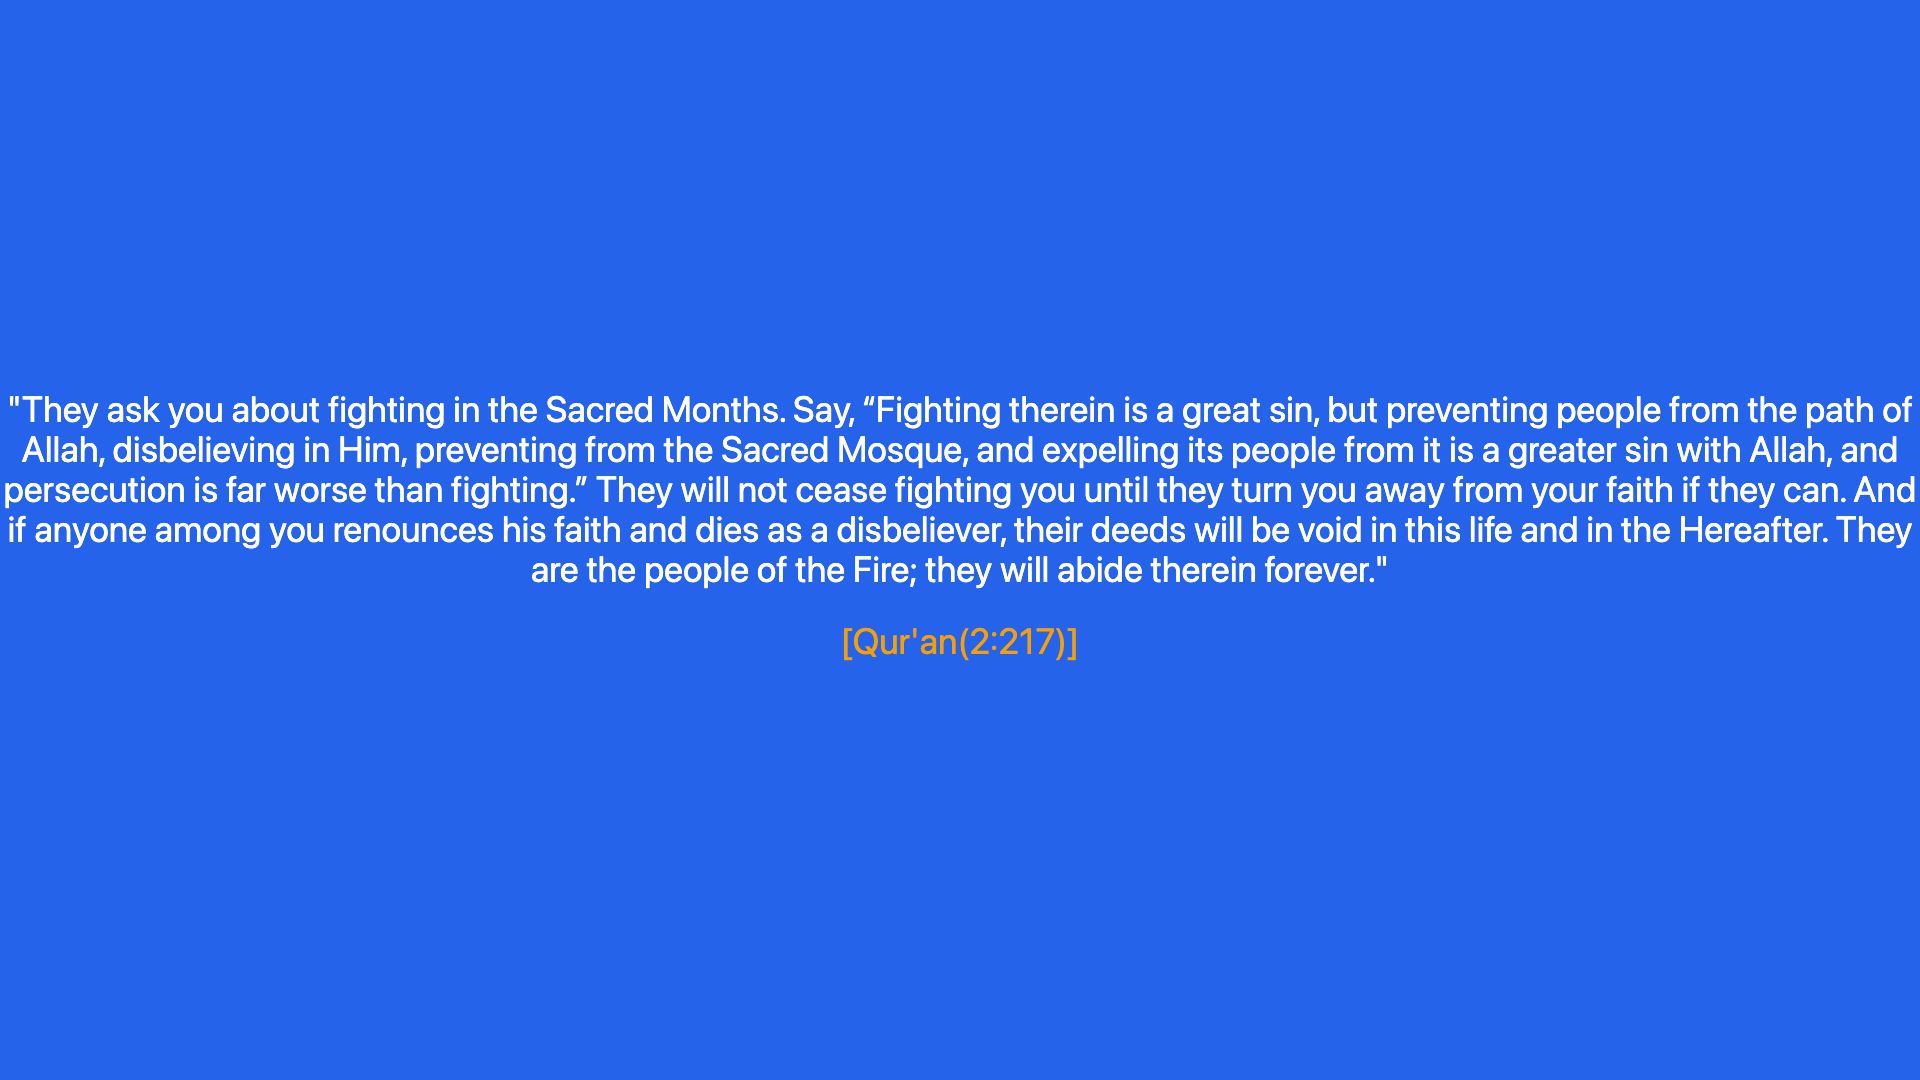 "They ask you about fighting in the Sacred Months. Say, “Fighting therein is a great sin, but preventing people from the path of
Allah, disbelieving in Him, preventing from the Sacred Mosque, and expelling its people from it is a greater sin with Allah, and
persecution is far worse than fighting.” They will not cease fighting you until they turn you away from your faith if they can. And
if anyone among you renounces his faith and dies as a disbeliever, their deeds will be void in this life and in the Hereafter. They
are the people of the Fire; they will abide therein forever."
[Qur'an(2:217)]